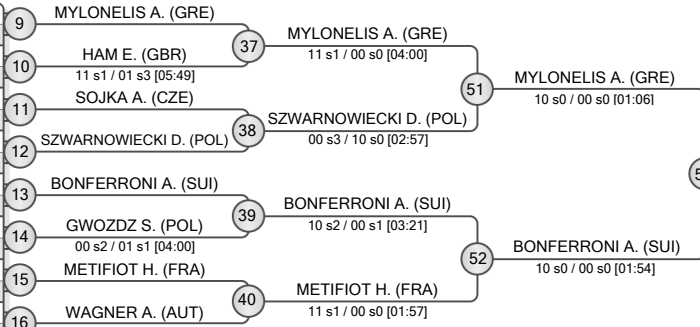 9
MYLONELIS A. (GRE)
10
HAM E. (GBR)
11 s1 / 01 s3 [05:49]
37
MYLONELIS A. (GRE)
11 s1 / 00 s0 [04:00]
11
SOJKA A. (CZE)
12
SZWARNOWIECKI D. (POL)
38
SZWARNOWIECKI D. (POL)
00 s3 / 10 s0 [02:57]
51
MYLONELIS A. (GRE)
10 s0 / 00 s0 [01:06]
13
BONFERRONI A. (SUI)
14
GWOZDZ S. (POL)
00 s2 / 01 s1 [04:00]
39
BONFERRONI A. (SUI)
10 s2 / 00 s1 [03:21]
15
METIFIOT H. (FRA)
16
WAGNER A. (AUT)
40
METIFIOT H. (FRA)
11 s1 / 00 s0 [01:57]
52
BONFERRONI A. (SUI)
10 s0 / 00 s0 [01:54]